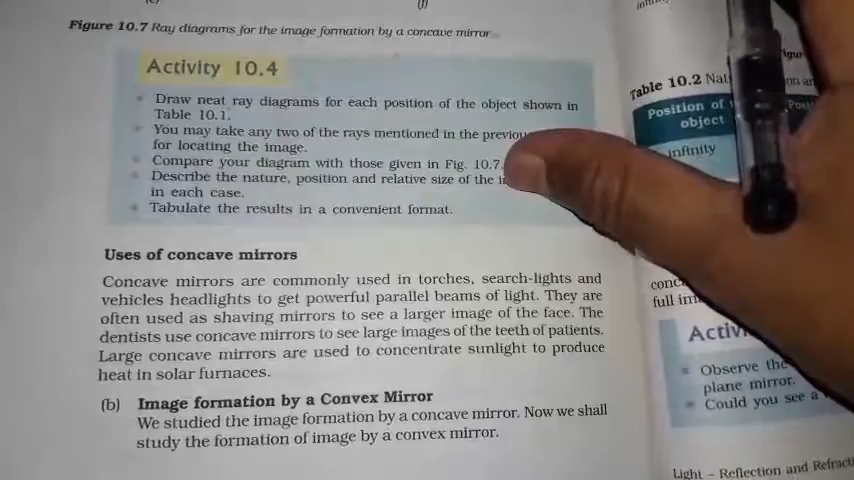 (f)
Figure 10.7 Ray diagrams for the image formation by a concave mirror
Activity 10.4
Draw neat ray diagrams for each position of the object shown in
Table 10.1.
You may take any two of the rays mentioned in the
for locating the image.
Compare your diagram with those given in Fig. 10.7.
Describe the nature, position and relative size of the
in each case.
Tabulate the results in a convenient format.
Uses of concave mirrors
Concave mirrors are commonly used in torches, search-lights and
vehicles headlights to get powerful parallel beams of light. They are
often used as shaving mirrors to see a larger image of the face. The
dentists use concave mirrors to see large images of the teeth of patients.
Large concave mirrors are used to concentrate sunlight to produce
heat in solar furnaces.
(b) Image formation by a Convex Mirror
We studied the image formation by a concave mirror. Now we shall
study the formation of image by a convex mirror.
Table 10.2
Position of
object
infinity
full
Observe the
plane mirror.
Could you see a
Light – Reflection and